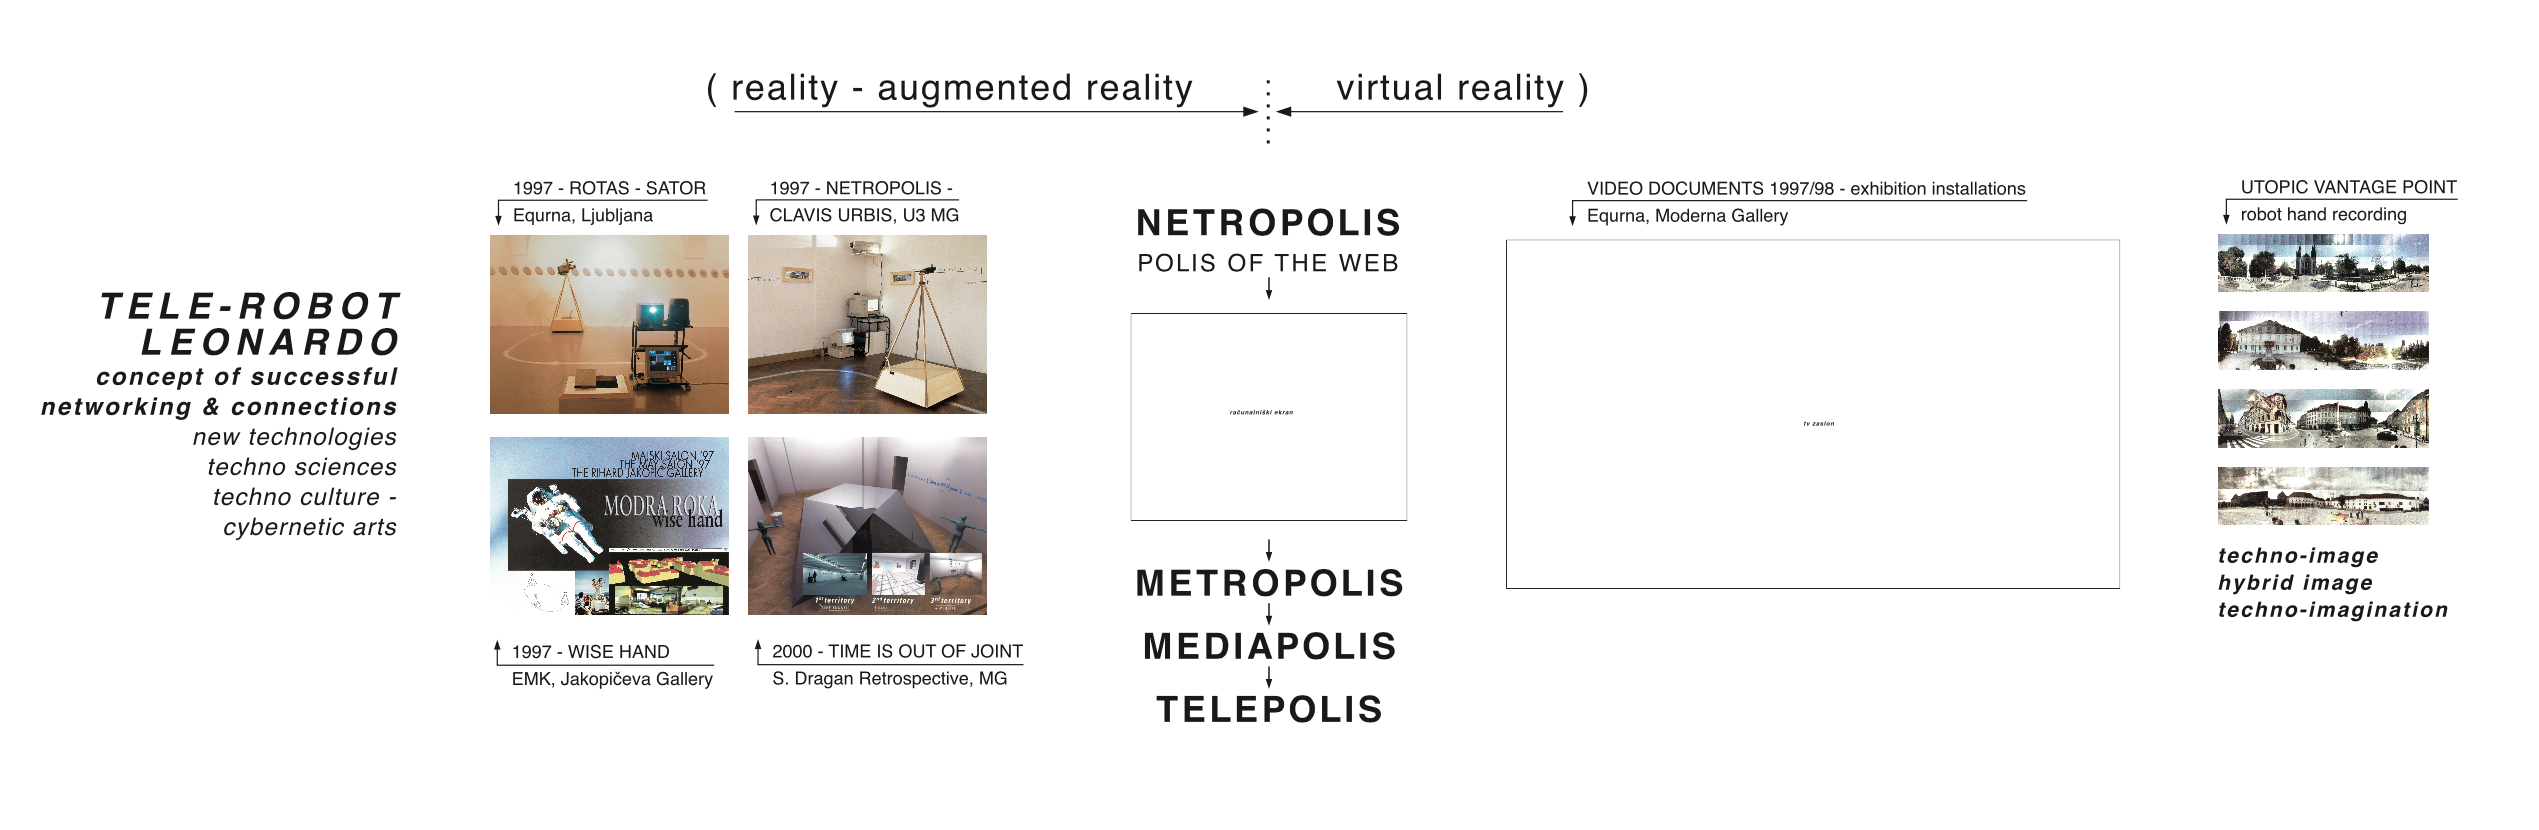 ( reality - augmented reality
virtual reality )
TELE-ROBOT
LEONARDO
concept of successful
networking & connections
new technologies
techno sciences
techno culture -
cybernetic arts
1997 - ROTAS - SATOR
Equrna, Ljubljana
1997 - NETROPOLIS -
CLAVIS URBIS, U3 MG
MAJSKI SALON '97
THE MAY SALON '97
THE RIHARD JAKOPIČ GALLERY
MODRA ROKA
wise hand
1st territory
2nd territory
3rd territory
1997 - WISE HAND
EMK, Jakopičeva Gallery
2000 - TIME IS OUT OF JOINT
S. Dragan Retrospective, MG
NETROPOLIS
POLIS OF THE WEB
računalniški ekran
METROPOLIS
MEDIAPOLIS
TELEPOLIS
VIDEO DOCUMENTS 1997/98 - exhibition installations
Equrna, Moderna Gallery
tv zaslon
UTOPIC VANTAGE POINT
robot hand recording
techno-image
hybrid image
techno-imagination